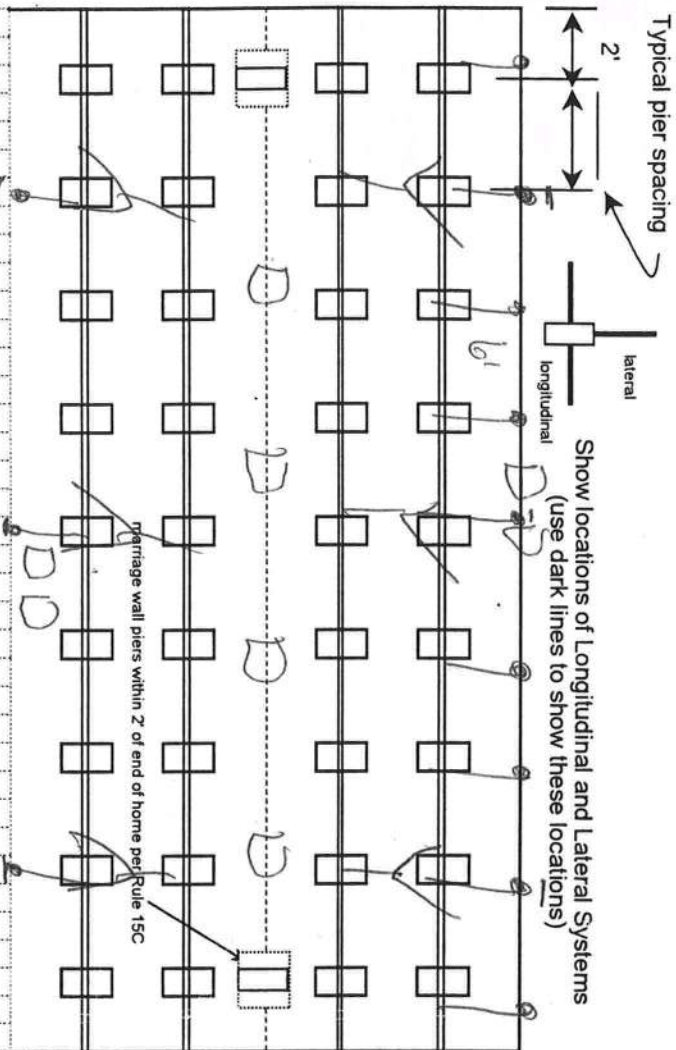 Typical pier spacing
2'
lateral
longitudinal
Show locations of Longitudinal and Lateral Systems
(use dark lines to show these locations)
6'
marriage wall piers within 2' of end of home per Rule 15C